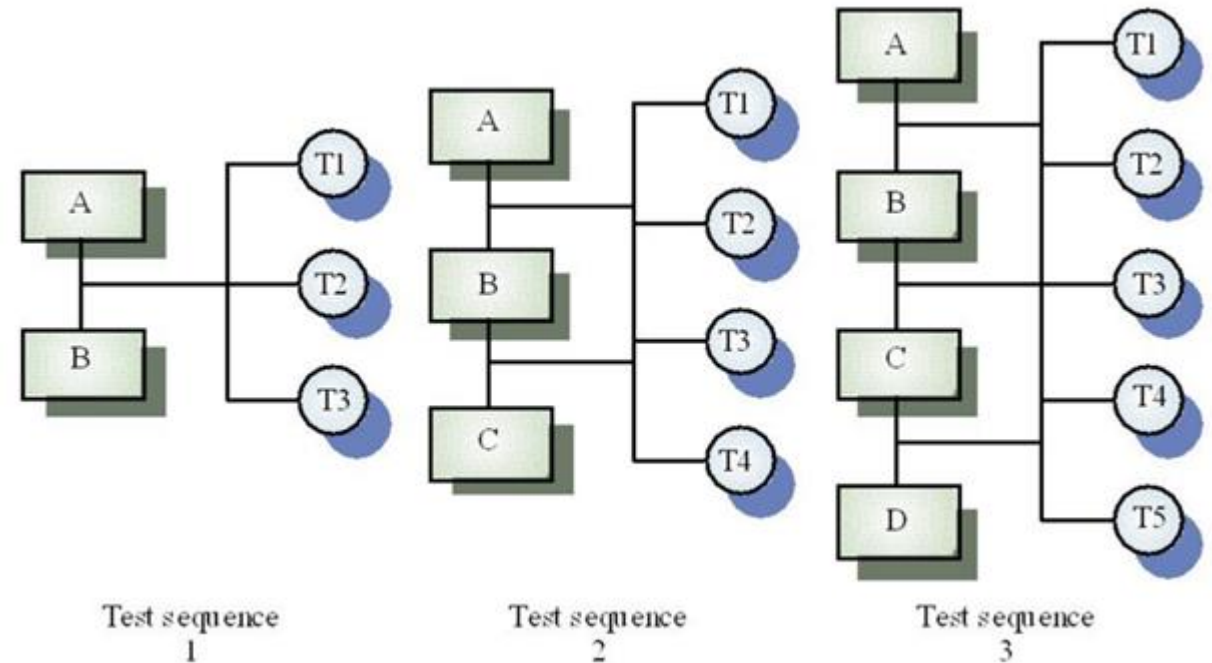 A
B
T1
T2
T3
Test sequence
1
A
B
C
T1
T2
T3
T4
Test sequence
2
A
B
C
D
T1
T2
T3
T4
T5
Test sequence
3